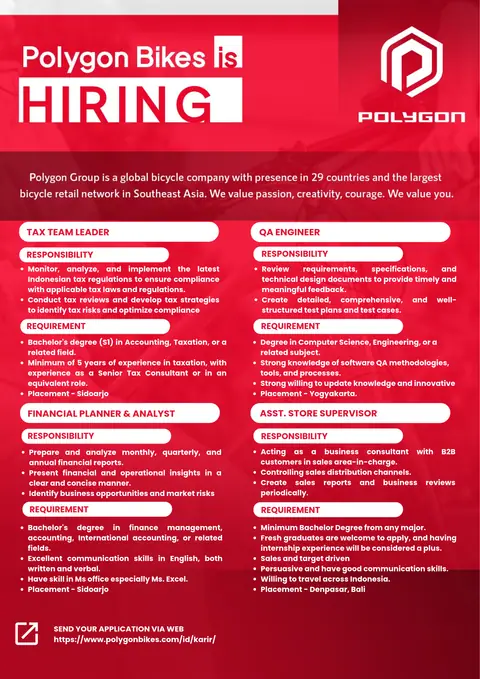 Polygon Bikes is
HIRING
POLYGON
Polygon Group is a global bicycle company with presence in 29 countries and the largest
bicycle retail network in Southeast Asia. We value passion, creativity, courage. We value you.
TAX TEAM LEADER
RESPONSIBILITY
• Monitor, analyze, and implement the latest
Indonesian tax regulations to ensure compliance
with applicable tax laws and regulations.
• Conduct tax reviews and develop tax strategies
to identify tax risks and optimize compliance
REQUIREMENT
• Bachelor's degree (S1) in Accounting, Taxation, or a
related field.
• Minimum of 5 years of experience in taxation, with
experience as a Senior Tax Consultant or in an
equivalent role.
• Placement - Sidoarjo
QA ENGINEER
RESPONSIBILITY
• Review requirements, specifications, and
technical design documents to provide timely and
meaningful feedback.
• Create detailed, comprehensive, and well-
structured test plans and test cases.
REQUIREMENT
• Degree in Computer Science, Engineering, or a
related subject.
• Strong knowledge of software QA methodologies,
tools, and processes.
• Strong willing to update knowledge and innovative
• Placement - Yogyakarta.
FINANCIAL PLANNER & ANALYST
RESPONSIBILITY
• Prepare and analyze monthly, quarterly, and
annual financial reports.
• Present financial and operational insights in a
clear and concise manner.
• Identify business opportunities and market risks
REQUIREMENT
• Bachelor's degree in finance management,
accounting, international accounting, or related
fields.
• Excellent communication skills in English, both
written and verbal.
• Have skill in Ms office especially Ms. Excel.
• Placement - Sidoarjo
ASST. STORE SUPERVISOR
RESPONSIBILITY
• Acting as a business consultant with B2B
customers in sales area-in-charge.
• Controlling sales distribution channels.
• Create sales reports and business reviews
periodically.
REQUIREMENT
• Minimum Bachelor Degree from any major.
• Fresh graduates are welcome to apply, and having
internship experience will be considered a plus.
• Sales and target driven
• Persuasive and have good communication skills.
• Willing to travel across Indonesia.
• Placement - Denpasar, Bali
SEND YOUR APPLICATION VIA WEB
https://www.polygonbikes.com/id/karir/